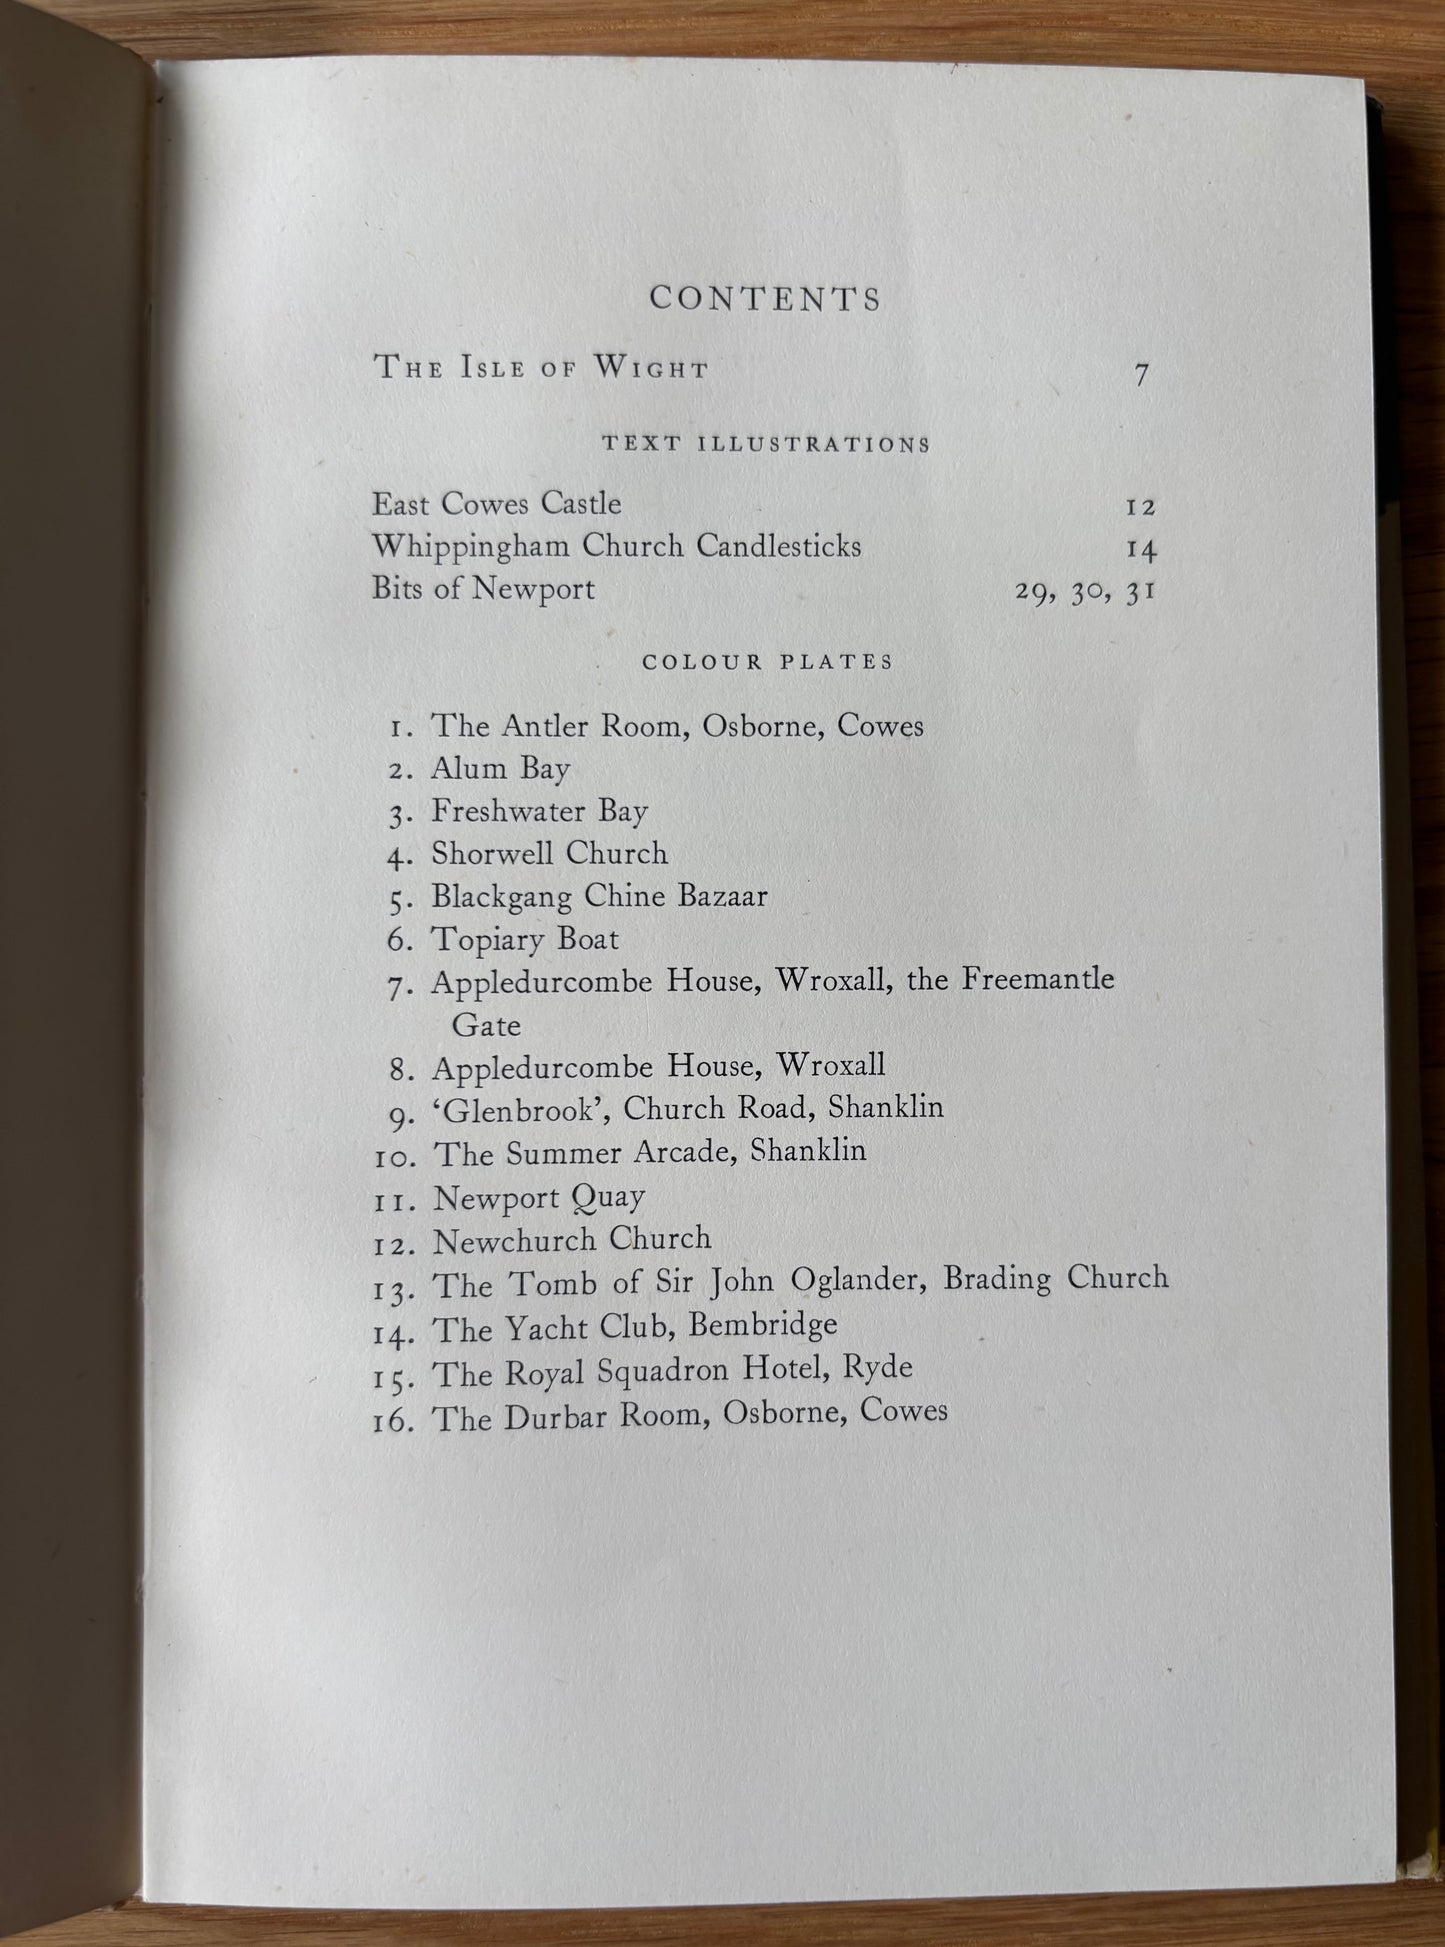 CONTENTS
The Isle of Wight 7
TEXT ILLUSTRATIONS
East Cowes Castle 12
Whippingham Church Candlesticks 14
Bits of Newport 29, 30, 31
COLOUR PLATES
1. The Antler Room, Osborne, Cowes
2. Alum Bay
3. Freshwater Bay
4. Shorwell Church
5. Blackgang Chine Bazaar
6. Topiary Boat
7. Appledurcombe House, Wroxall, the Freemantle
Gate
8. Appledurcombe House, Wroxall
9. ‘Glenbrook’, Church Road, Shanklin
10. The Summer Arcade, Shanklin
11. Newport Quay
12. Newchurch Church
13. The Tomb of Sir John Oglander, Brading Church
14. The Yacht Club, Bembridge
15. The Royal Squadron Hotel, Ryde
16. The Durbar Room, Osborne, Cowes